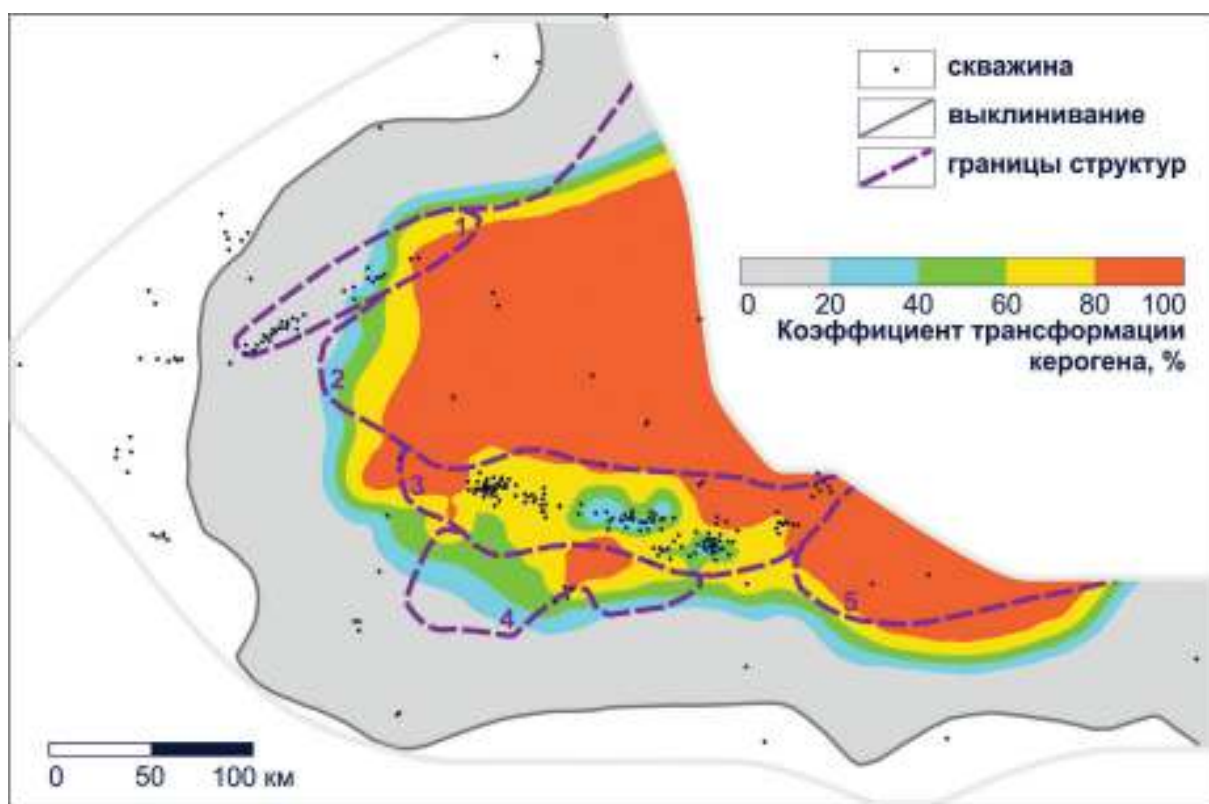 скважина
выклинивание
границы структур
0 20 40 60 80 100
Коэффициент трансформации
керогена, %
1
2
3
4
5
0 50 100 км